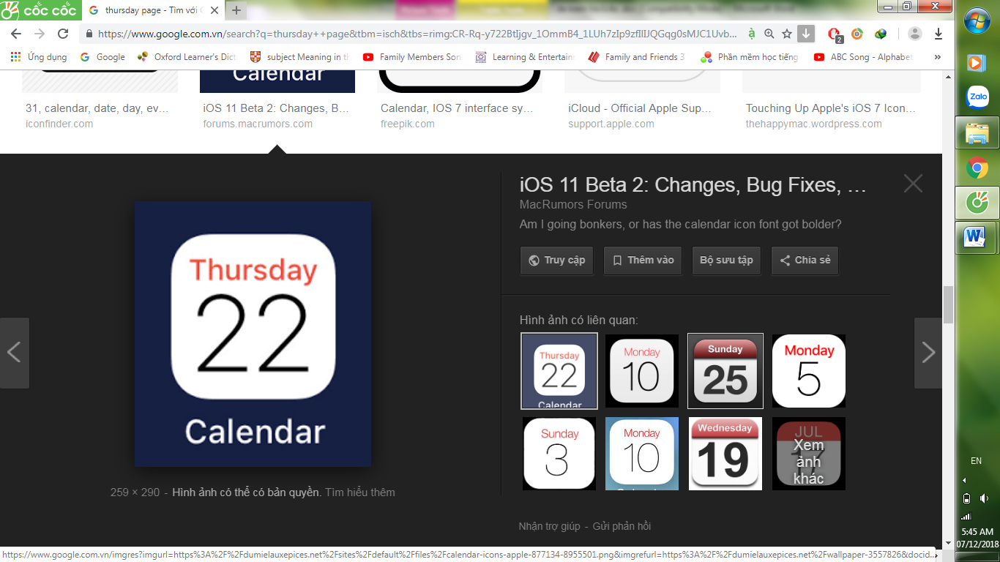 cốc cốc
thursday page - Tìm với G
https://www.google.com.vn/search?q=thursday++page&tbm=isch&tbs=rimg:CR-Rq-y722BtIjgv_1OmmB4_1LUh7zIp9zflIIJQGqg0sMJC1Uvb...
2
Ứng dụng
Google
Oxford Learner's Dict
subject Meaning in th
Family Members Son
Learning & Entertain
Family and Friends 3
Phần mềm học tiếng
ABC Song - Alphabet
»
Calendar
31, calendar, date, day, ev...
iconfinder.com
iOS 11 Beta 2: Changes, B...
forums.macrumors.com
Calendar, IOS 7 interface sy...
freepik.com
iCloud - Official Apple Sup...
support.apple.com
Touching Up Apple's iOS 7 Icon...
thehappymac.wordpress.com
Thursday
22
Calendar
259 × 290 - Hình ảnh có thể có bản quyền. Tìm hiểu thêm
iOS 11 Beta 2: Changes, Bug Fixes, ...
MacRumors Forums
Am I going bonkers, or has the calendar icon font got bolder?
Truy cập
Thêm vào
Bộ sưu tập
Chia sẻ
Hình ảnh có liên quan:
Thursday
22
Calendar
Monday
10
Sunday
25
Monday
5
Sunday
3
Monday
10
Wednesday
19
JUL
17
Xem
ảnh
khác
Nhận trợ giúp - Gửi phản hồi
https://www.google.com.vn/imgres?imgurl=https%3A%2F%2Fdumielauxepices.net%2Fsites%2Fdefault%2Ffiles%2Fcalendar-icons-apple-877134-8955501.png&imgrefurl=https%3A%2F%2Fdumielauxepices.net%2Fwallpaper-3557826&docid...
Zalo
W
EN
5:45 AM
07/12/2018